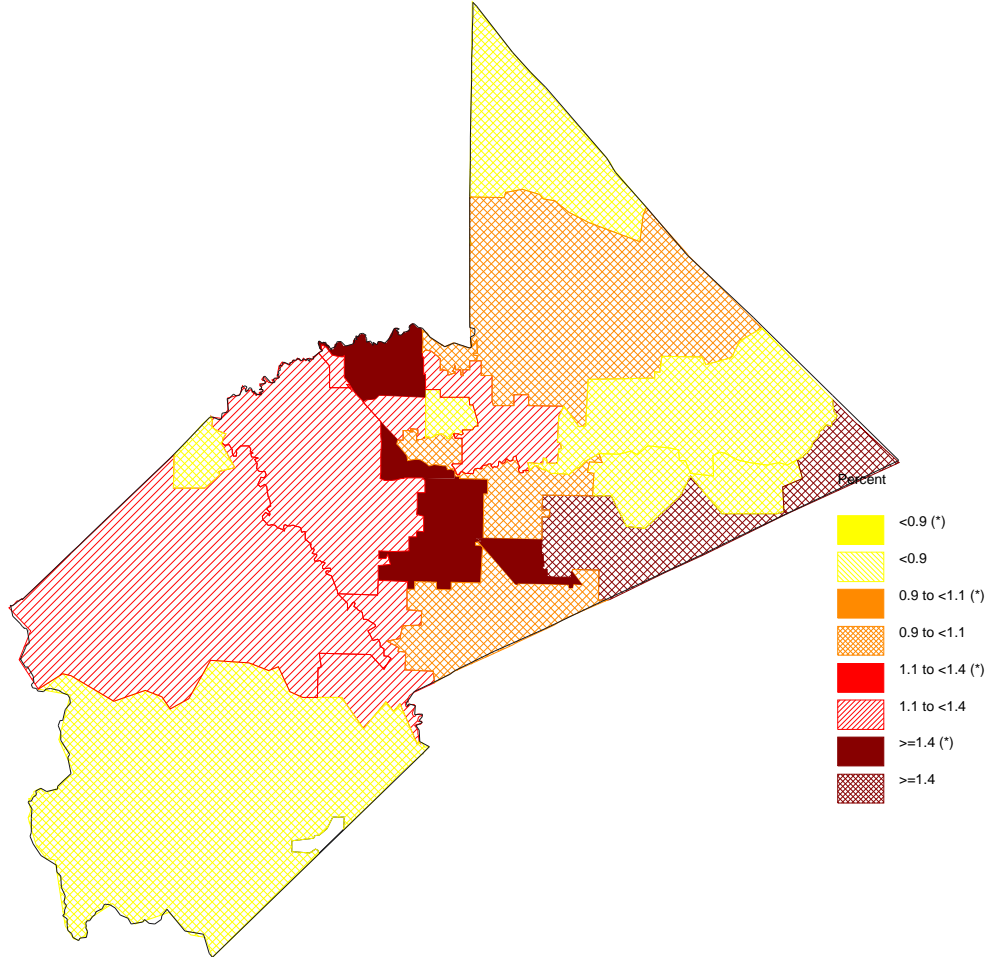 Percent
<0.9 (*)
<0.9
0.9 to <1.1 (*)
0.9 to <1.1
1.1 to <1.4 (*)
1.1 to <1.4
>=1.4 (*)
>=1.4